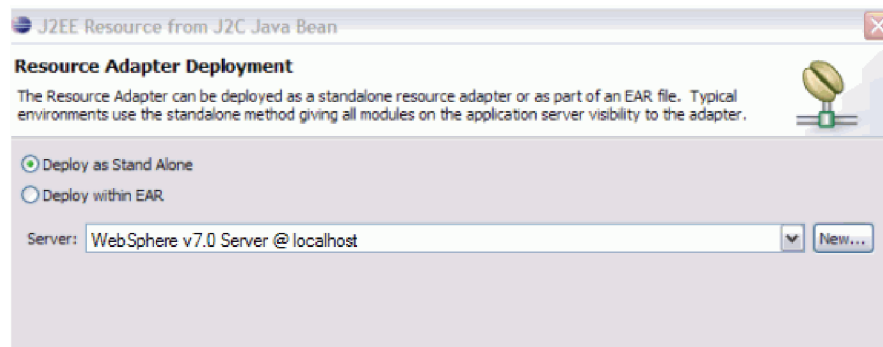 J2EE Resource from J2C Java Bean
Resource Adapter Deployment
The Resource Adapter can be deployed as a standalone resource adapter or as part of an EAR file. Typical
environments use the standalone method giving all modules on the application server visibility to the adapter.
Deploy as Stand Alone
Deploy within EAR
Server: WebSphere v7.0 Server @ localhost New...